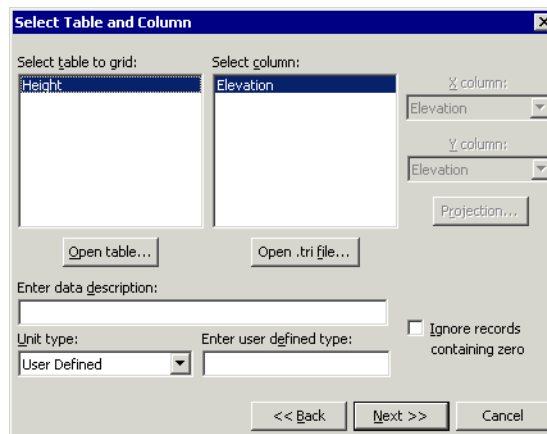 Select Table and Column
Select table to grid:
Select column:
Height
Elevation
X column:
Elevation
Y column:
Elevation
Projection...
Open table...
Open .tri file...
Enter data description:
Unit type:
Enter user defined type:
User Defined
Ignore records
containing zero
<< Back
Next >>
Cancel